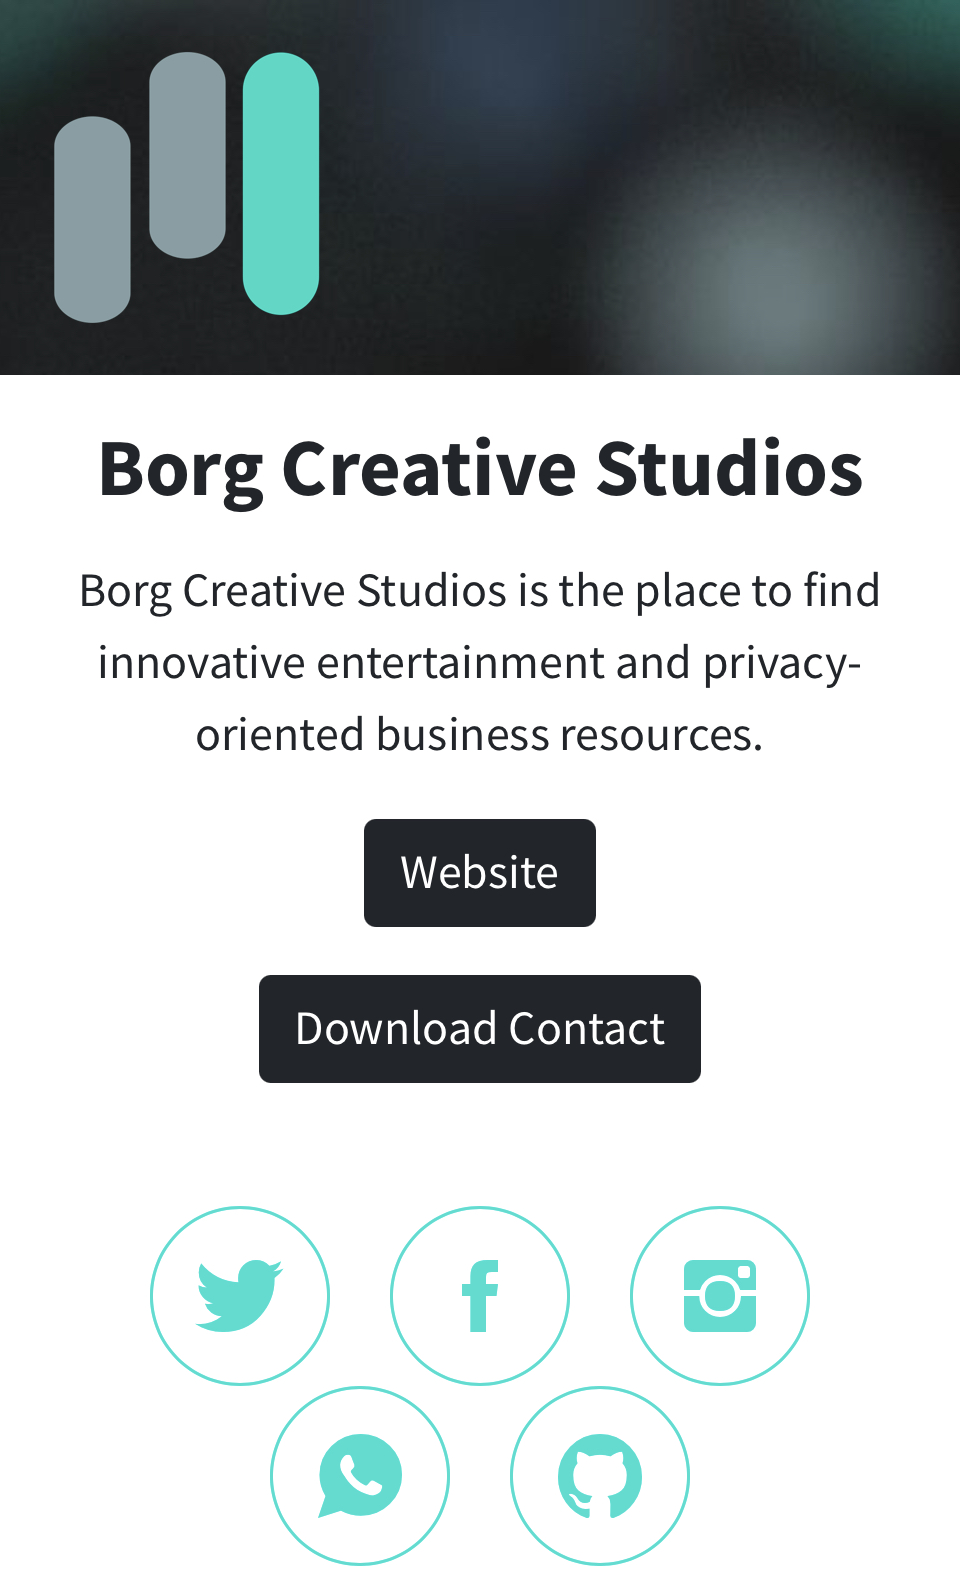 Borg Creative Studios
Borg Creative Studios is the place to find
innovative entertainment and privacy-
oriented business resources.
Website
Download Contact